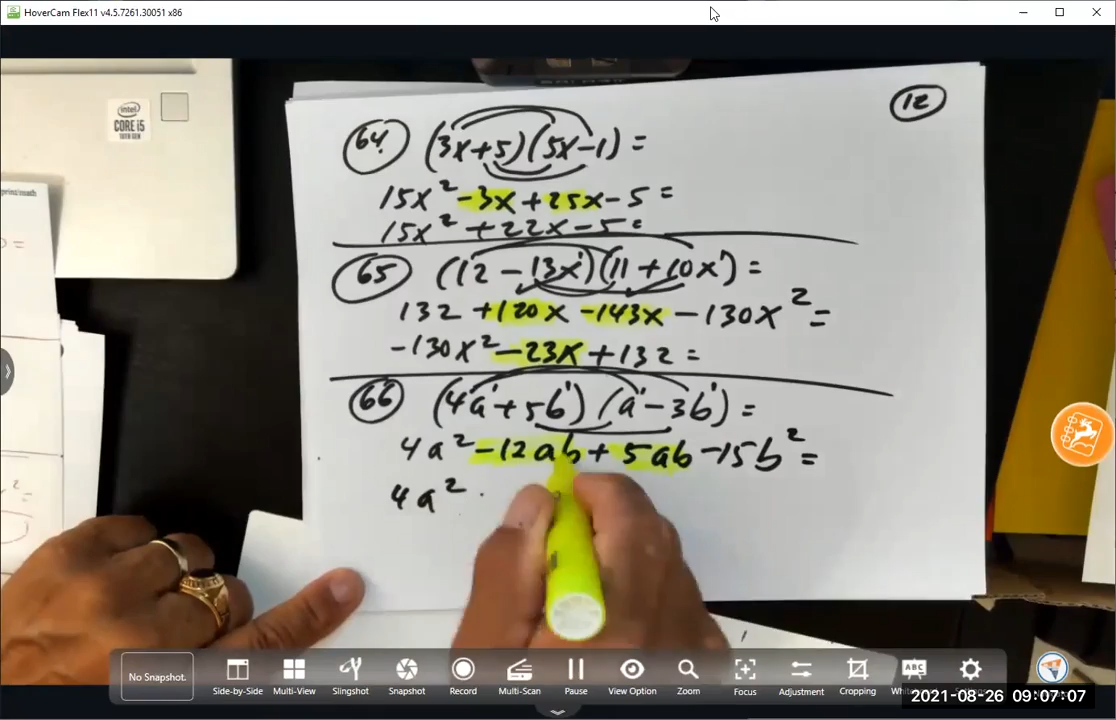 HoverCam Flex11 v4.5.7261.30051 x86
intel
CORE i5
10TH GEN
12
64. (3x+5)(5x-1) =
15x² -3x +25x -5 =
15x² +22x -5 =
65 (12 - 13x')(11 + 10x') =
132 +120x -143x -130x² =
-130x² -23x +132 =
66 (4a' + 5b')(a' - 3b') =
4a² -12ab + 5ab -15b² =
4a²
No Snapshot.
Side-by-Side
Multi-View
Slingshot
Snapshot
Record
Multi-Scan
Pause
View Option
Zoom
Focus
Adjustment
Cropping
ABC
2021-08-26 09:07:07